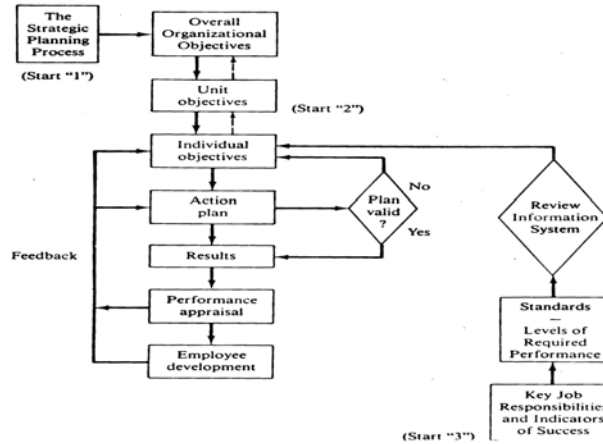 The
Strategic
Planning
Process
(Start “1”)
Overall
Organizational
Objectives
Unit
objectives
(Start “2”)
Individual
objectives
Action
plan
No
Plan
valid
?
Yes
Results
Feedback
Performance
appraisal
Employee
development
Review
Information
System
Standards
—
Levels of
Required
Performance
Key Job
Responsibilities
and Indicators
of Success
(Start “3”)